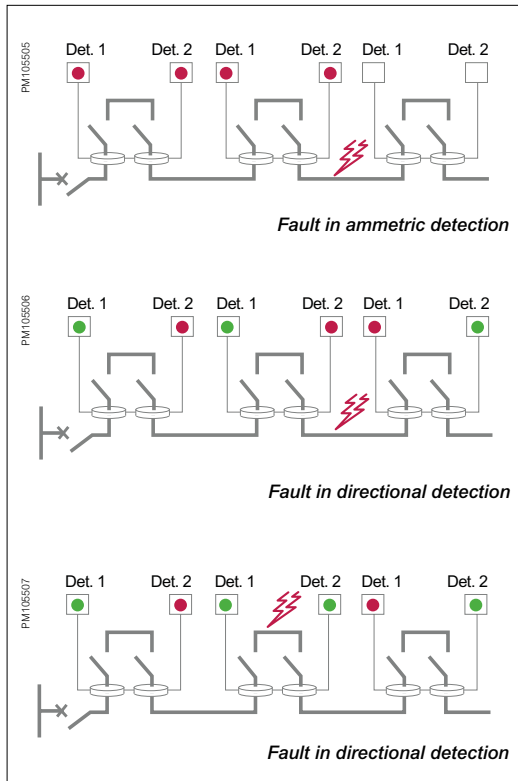 PM105505
Det. 1 Det. 2 Det. 1 Det. 2 Det. 1 Det. 2
Fault in ammetric detection
PM105506
Det. 1 Det. 2 Det. 1 Det. 2 Det. 1 Det. 2
Fault in directional detection
PM105507
Det. 1 Det. 2 Det. 1 Det. 2 Det. 1 Det. 2
Fault in directional detection